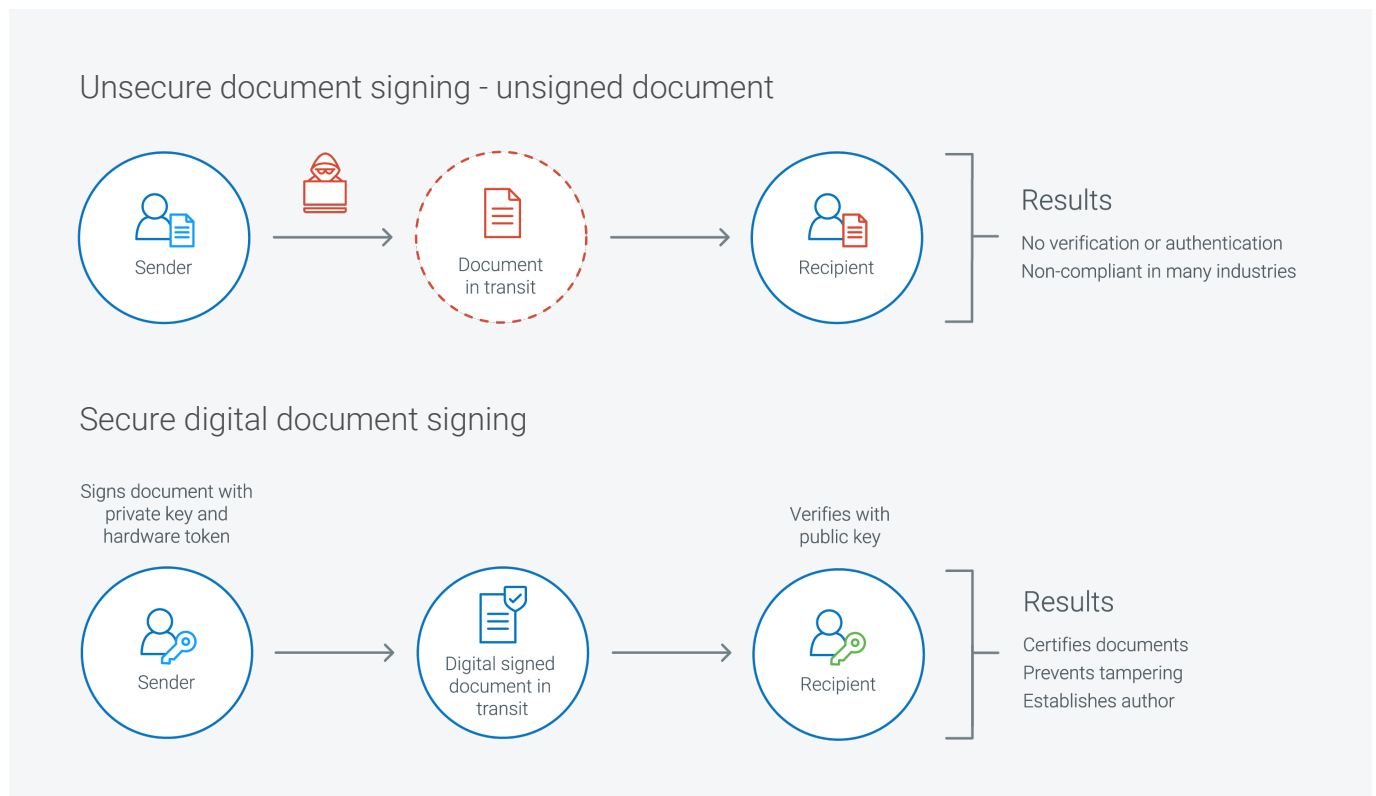 Unsecure document signing - unsigned document
Sender
Document
in transit
Recipient
Results
No verification or authentication
Non-compliant in many industries
Secure digital document signing
Signs document with
private key and
hardware token
Verifies with
public key
Sender
Digital signed
document in
transit
Recipient
Results
Certifies documents
Prevents tampering
Establishes author